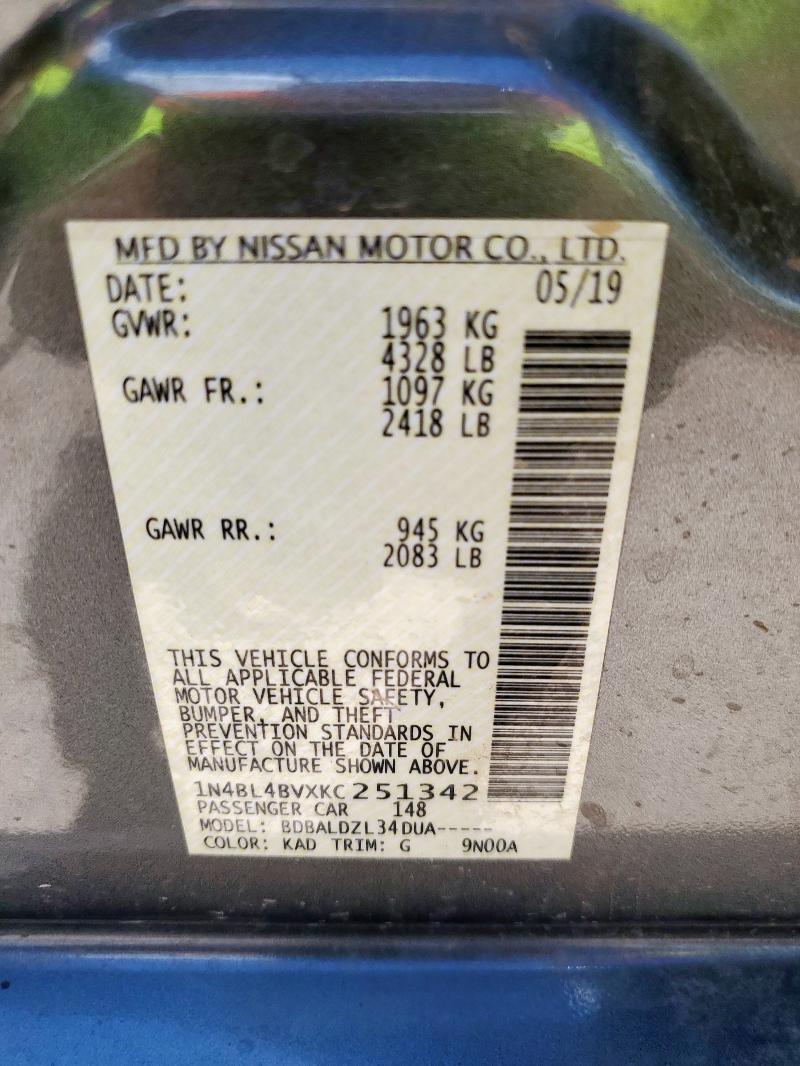 MFD BY NISSAN MOTOR CO., LTD.
DATE: 05/19
GVWR: 1963 KG
4328 LB
GAWR FR.: 1097 KG
2418 LB
GAWR RR.: 945 KG
2083 LB
THIS VEHICLE CONFORMS TO
ALL APPLICABLE FEDERAL
MOTOR VEHICLE SAFETY,
BUMPER, AND THEFT
PREVENTION STANDARDS IN
EFFECT ON THE DATE OF
MANUFACTURE SHOWN ABOVE.
1N4BL4BVXKC251342
PASSENGER CAR 148
MODEL: BDBALDZL34DUA-----
COLOR: KAD TRIM: G 9N00A